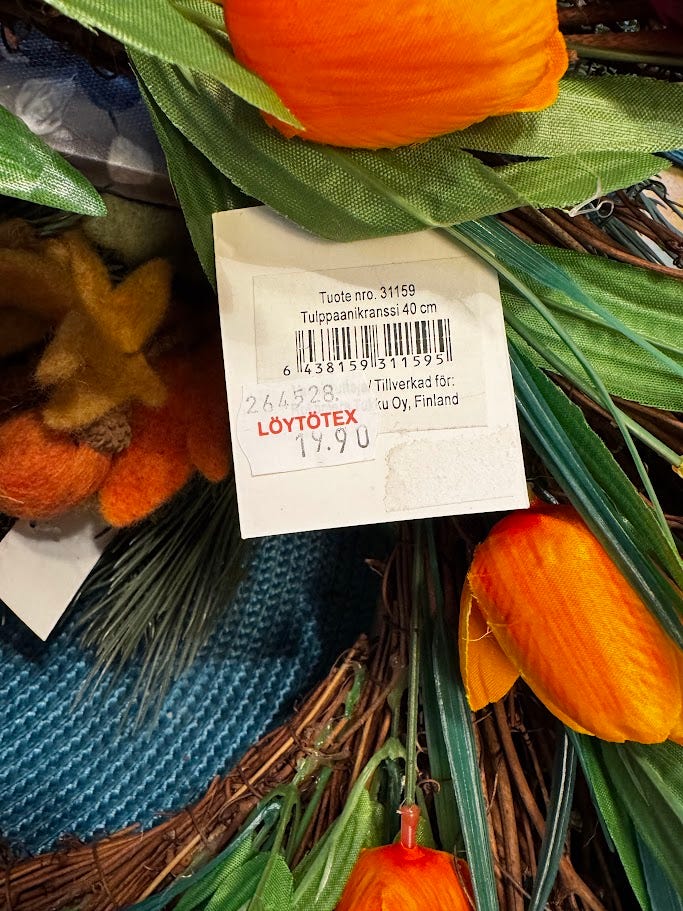 Tuote nro. 31159
Tulppaanikranssi 40 cm
6 438159 311595
/ Tillverkad för:
ku Oy, Finland
264528.
LÖYTÖTEX
19.90